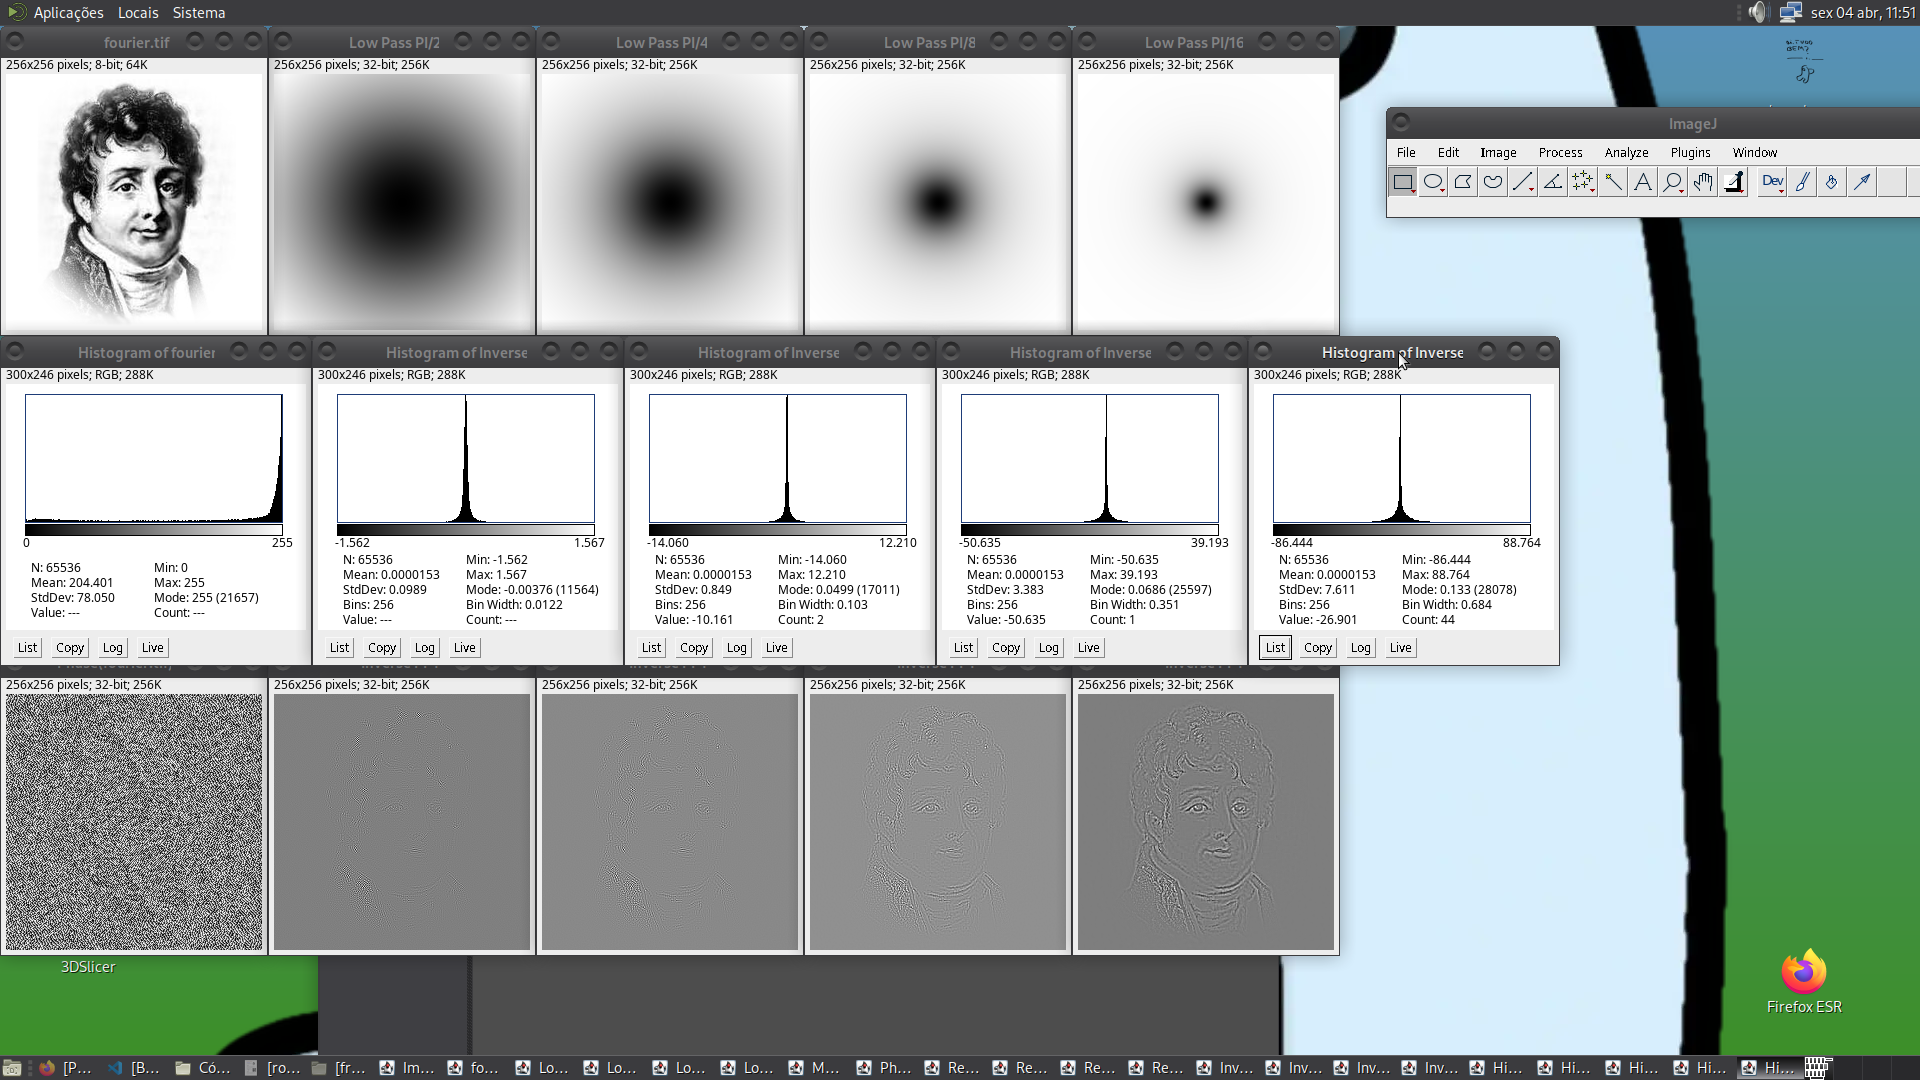 Aplicações Locais Sistema sex 04 abr, 11:51
fourier.tif Low Pass PI/2 Low Pass PI/4 Low Pass PI/8 Low Pass PI/16
256x256 pixels; 8-bit; 64K 256x256 pixels; 32-bit; 256K 256x256 pixels; 32-bit; 256K 256x256 pixels; 32-bit; 256K 256x256 pixels; 32-bit; 256K
ImageJ
File Edit Image Process Analyze Plugins Window
Dev
Histogram of fourier Histogram of Inverse Histogram of Inverse Histogram of Inverse Histogram of Inverse
300x246 pixels; RGB; 288K 300x246 pixels; RGB; 288K 300x246 pixels; RGB; 288K 300x246 pixels; RGB; 288K 300x246 pixels; RGB; 288K
0 255 -1.562 1.567 -14.060 12.210 -50.635 39.193 -86.444 88.764
N: 65536 Min: 0
Mean: 204.401 Max: 255
StdDev: 78.050 Mode: 255 (21657)
Value: --- Count: ---
N: 65536 Min: -1.562
Mean: 0.0000153 Max: 1.567
StdDev: 0.0989 Mode: -0.00376 (11564)
Bins: 256 Bin Width: 0.0122
Value: --- Count: ---
N: 65536 Min: -14.060
Mean: 0.0000153 Max: 12.210
StdDev: 0.849 Mode: 0.0499 (17011)
Bins: 256 Bin Width: 0.103
Value: -10.161 Count: 2
N: 65536 Min: -50.635
Mean: 0.0000153 Max: 39.193
StdDev: 3.383 Mode: 0.0686 (25597)
Bins: 256 Bin Width: 0.351
Value: -50.635 Count: 1
N: 65536 Min: -86.444
Mean: 0.0000153 Max: 88.764
StdDev: 7.611 Mode: 0.133 (28078)
Bins: 256 Bin Width: 0.684
Value: -26.901 Count: 44
List Copy Log Live List Copy Log Live List Copy Log Live List Copy Log Live List Copy Log Live
256x256 pixels; 32-bit; 256K 256x256 pixels; 32-bit; 256K 256x256 pixels; 32-bit; 256K 256x256 pixels; 32-bit; 256K 256x256 pixels; 32-bit; 256K
3DSlicer
Firefox ESR
[P... [B... Có... [ro... [fr... Im... fo... Lo... Lo... Lo... Lo... M... Ph... Re... Re... Re... Re... Inv... Inv... Inv... Inv... Hi... Hi... Hi... Hi... Hi...